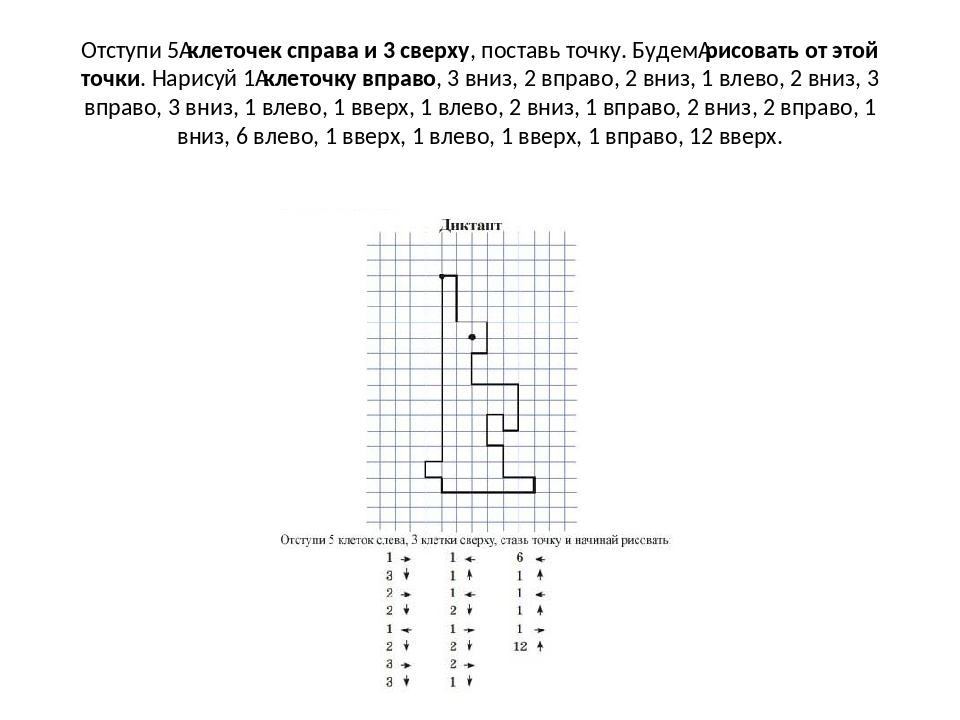 Отступи 5 клеточек справа и 3 сверху, поставь точку. Будем рисовать от этой
точки. Нарисуй 1 клеточку вправо, 3 вниз, 2 вправо, 2 вниз, 1 влево, 2 вниз, 3
вправо, 3 вниз, 1 влево, 1 вверх, 1 влево, 2 вниз, 1 вправо, 2 вниз, 2 вправо, 1
вниз, 6 влево, 1 вверх, 1 влево, 1 вверх, 1 вправо, 12 вверх.
Диктант
Отступи 5 клеток слева, 3 клетки сверху, ставь точку и начинай рисовать:
1 → 1 ← 6 ←
3 ↓ 1 ↑ 1 ↑
2 → 1 ← 1 ←
2 ↓ 2 ↓ 1 ↑
1 ← 1 → 1 →
2 ↓ 2 ↓ 12 ↑
3 → 2 →
3 ↓ 1 ↓